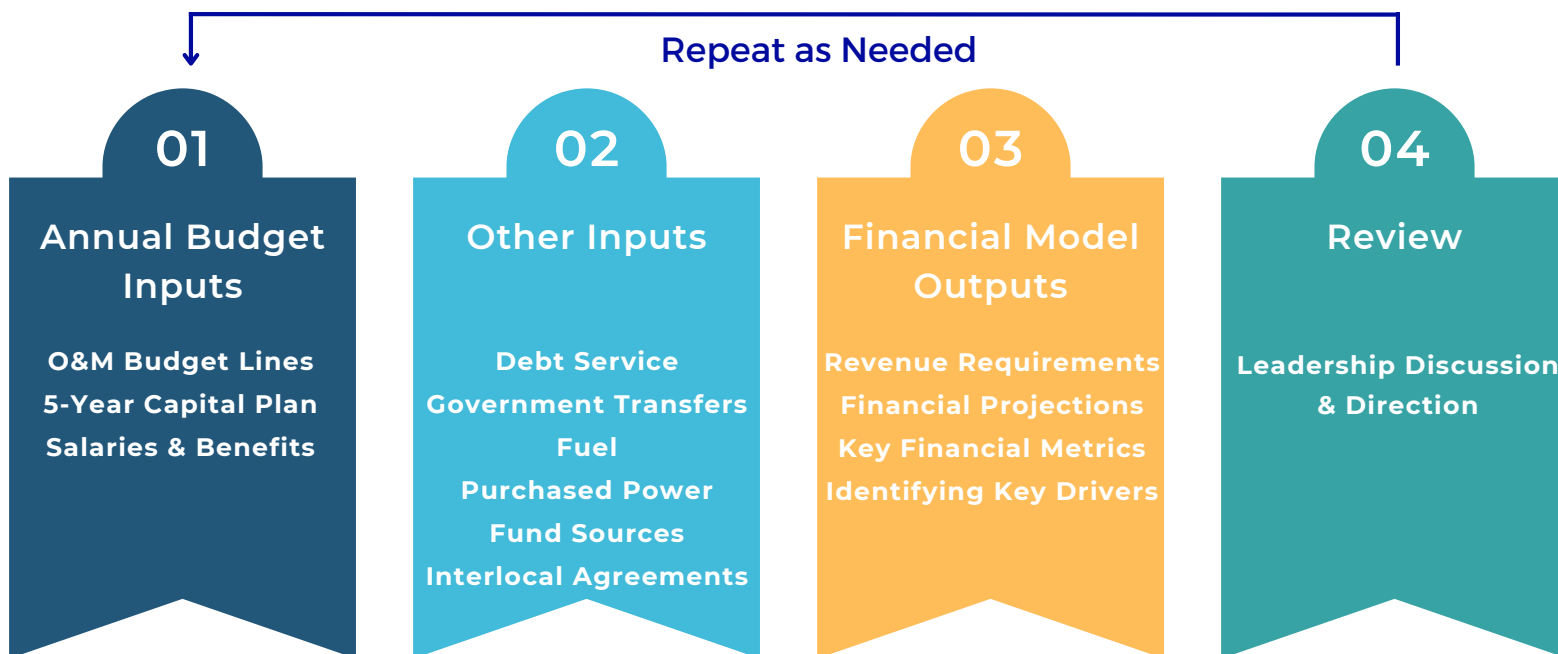 Repeat as Needed
01
Annual Budget
Inputs
O&M Budget Lines
5-Year Capital Plan
Salaries & Benefits
02
Other Inputs
Debt Service
Government Transfers
Fuel
Purchased Power
Fund Sources
Interlocal Agreements
03
Financial Model
Outputs
Revenue Requirements
Financial Projections
Key Financial Metrics
Identifying Key Drivers
04
Review
Leadership Discussion
& Direction